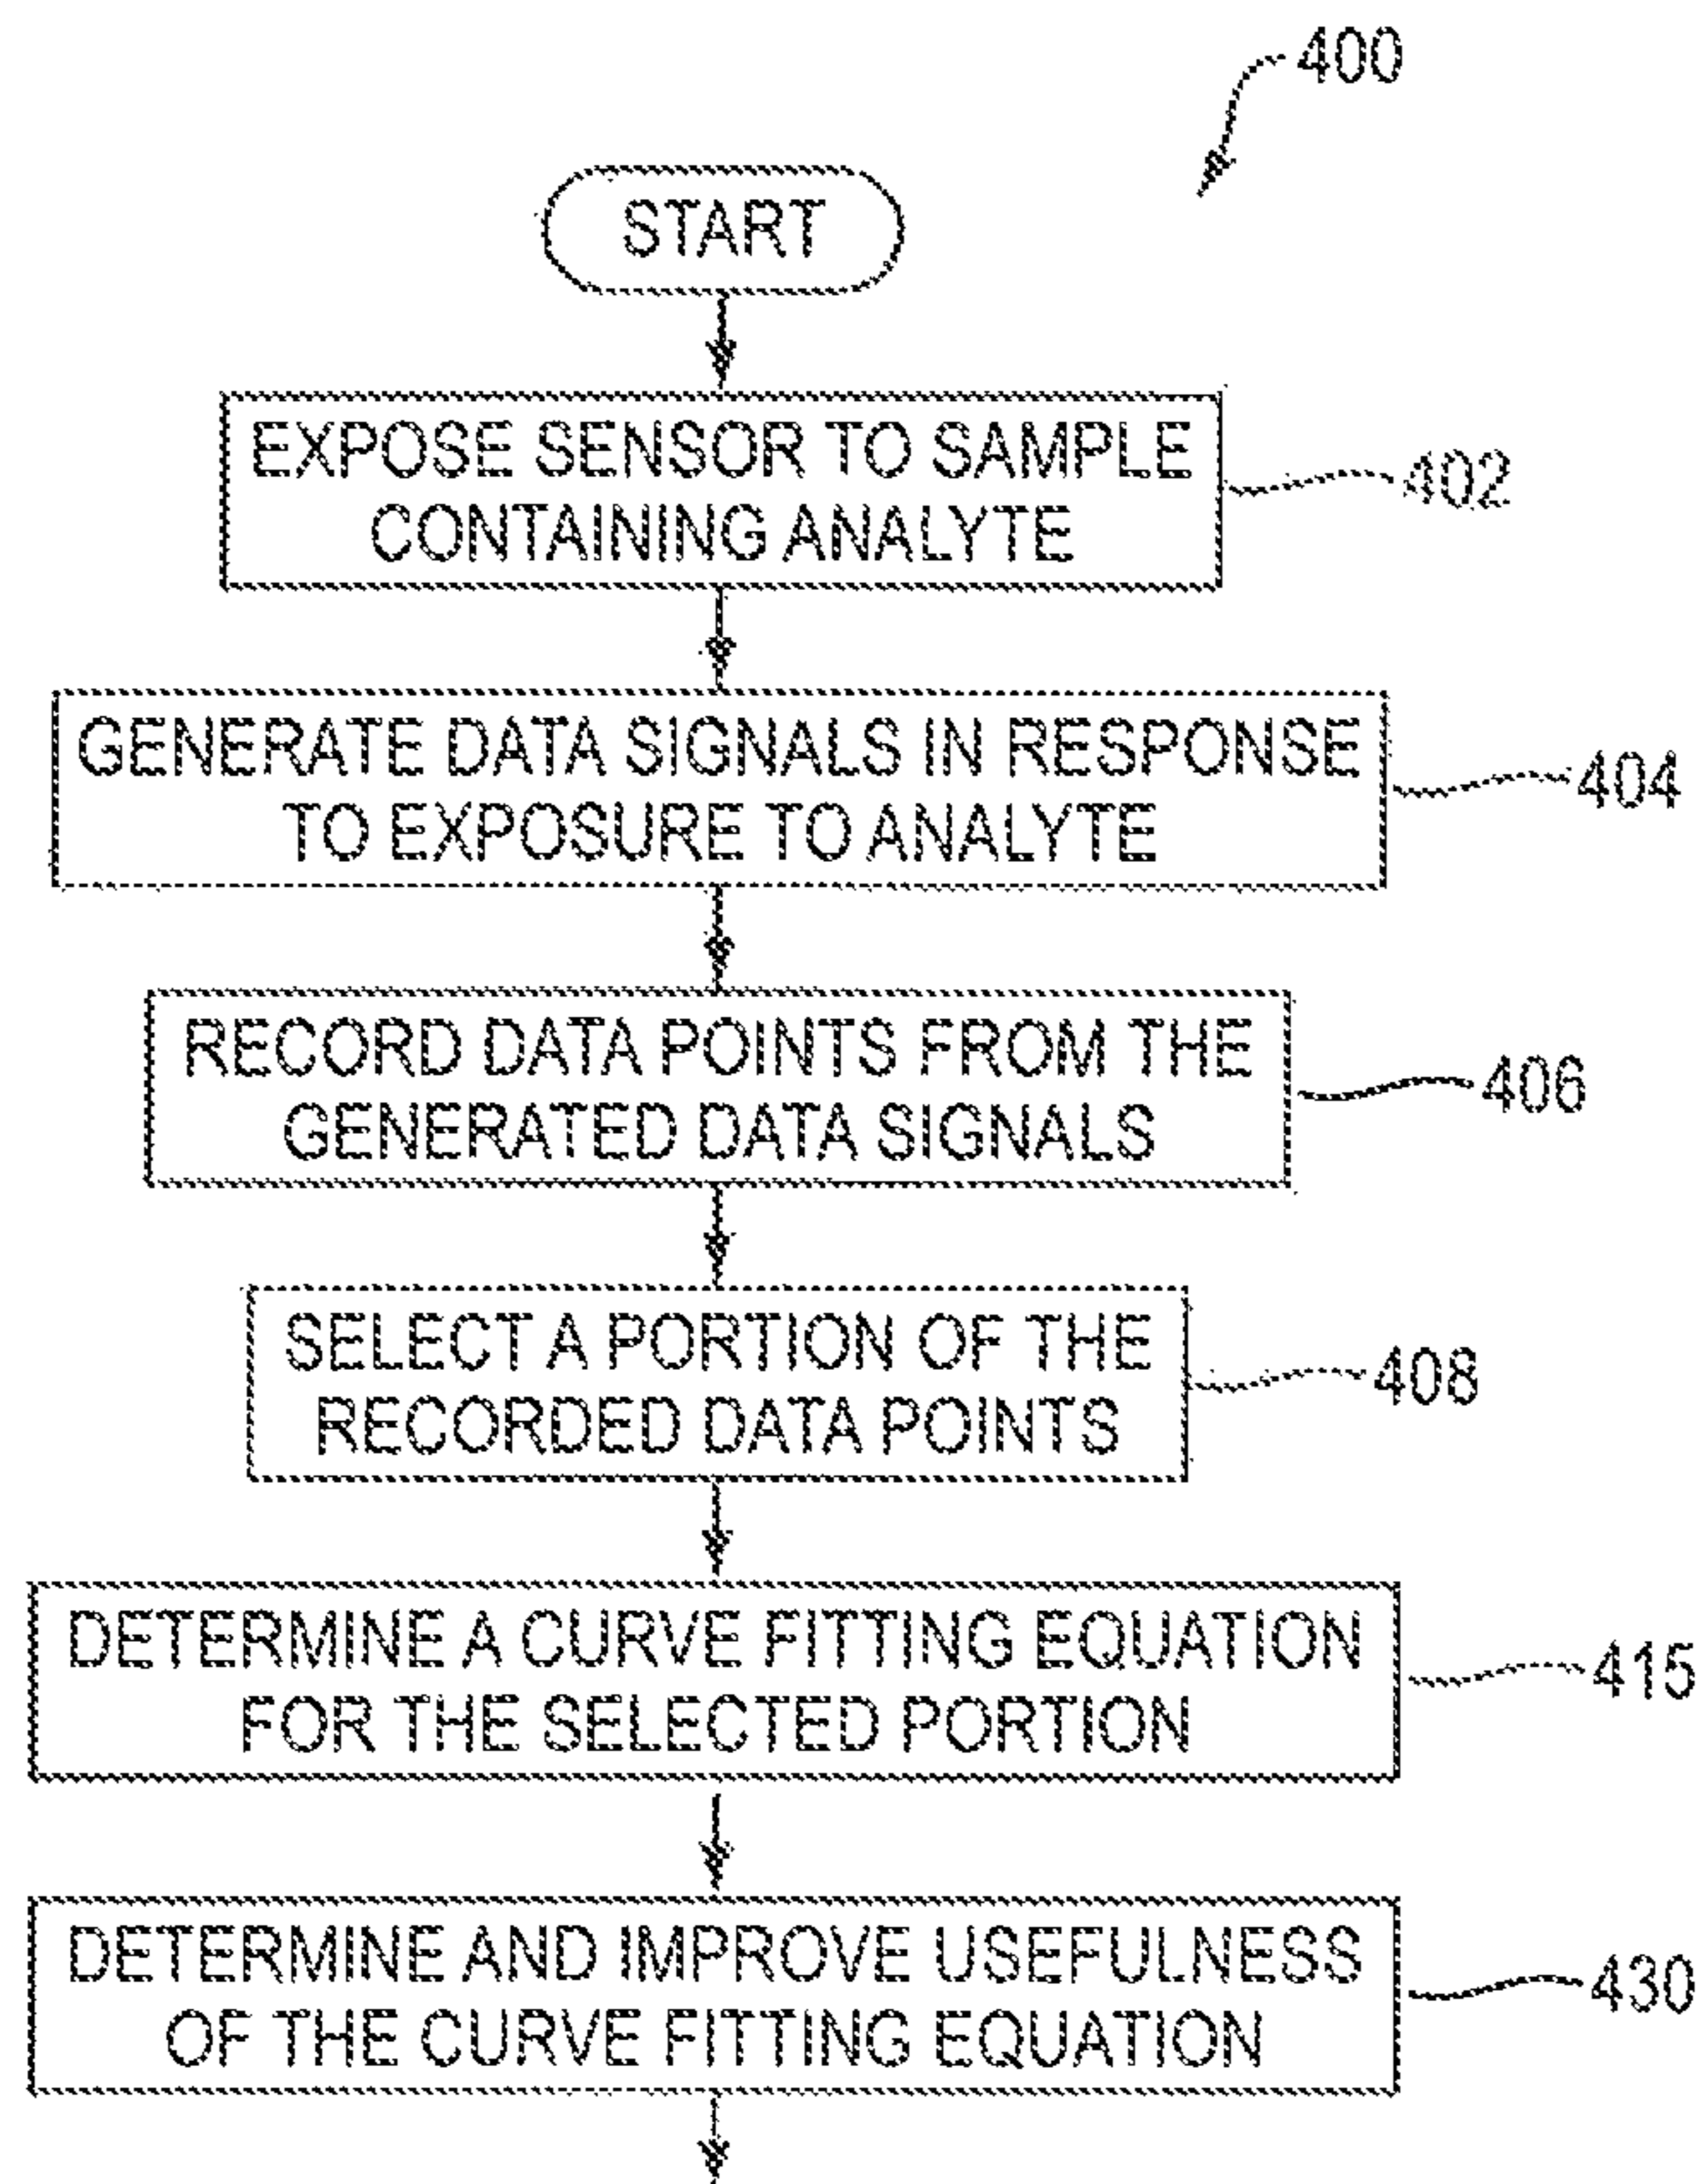 400
START
EXPOSE SENSOR TO SAMPLE
CONTAINING ANALYTE
402
GENERATE DATA SIGNALS IN RESPONSE
TO EXPOSURE TO ANALYTE
404
RECORD DATA POINTS FROM THE
GENERATED DATA SIGNALS
406
SELECT A PORTION OF THE
RECORDED DATA POINTS
408
DETERMINE A CURVE FITTING EQUATION
FOR THE SELECTED PORTION
415
DETERMINE AND IMPROVE USEFULNESS
OF THE CURVE FITTING EQUATION
430